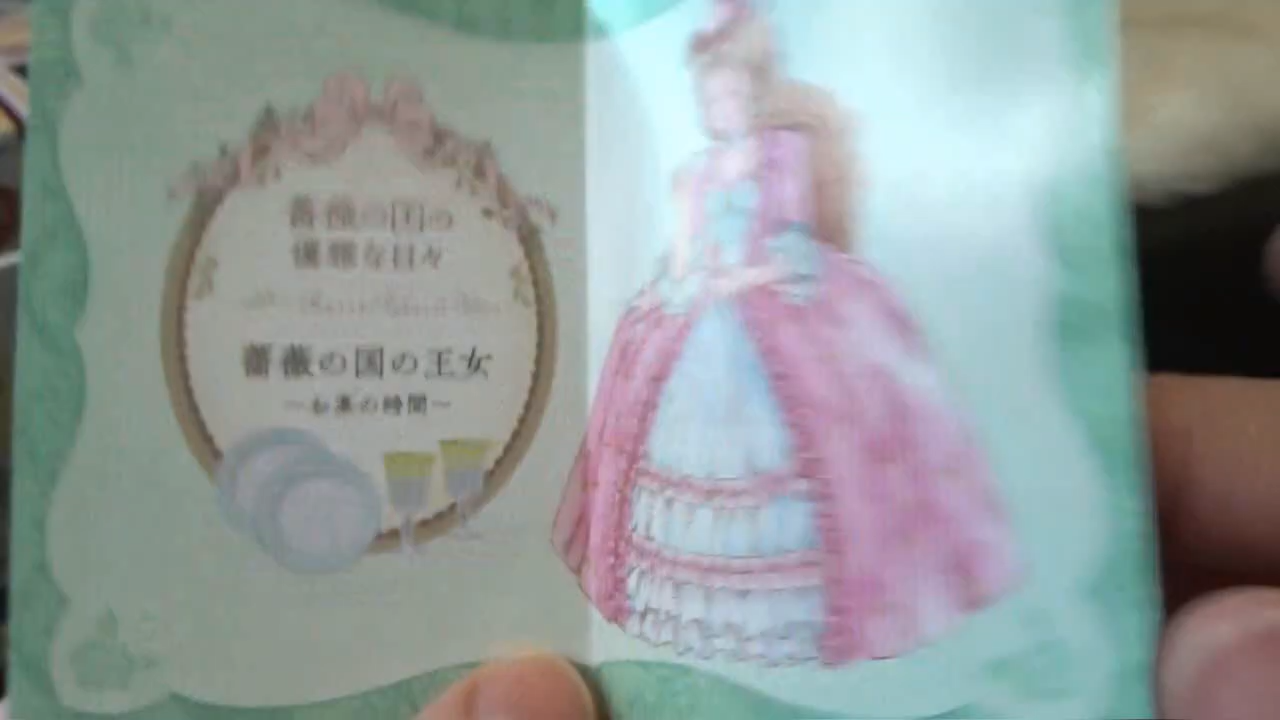 薔薇の国の
優雅な日々
薔薇の国の王女
～お茶の時間～